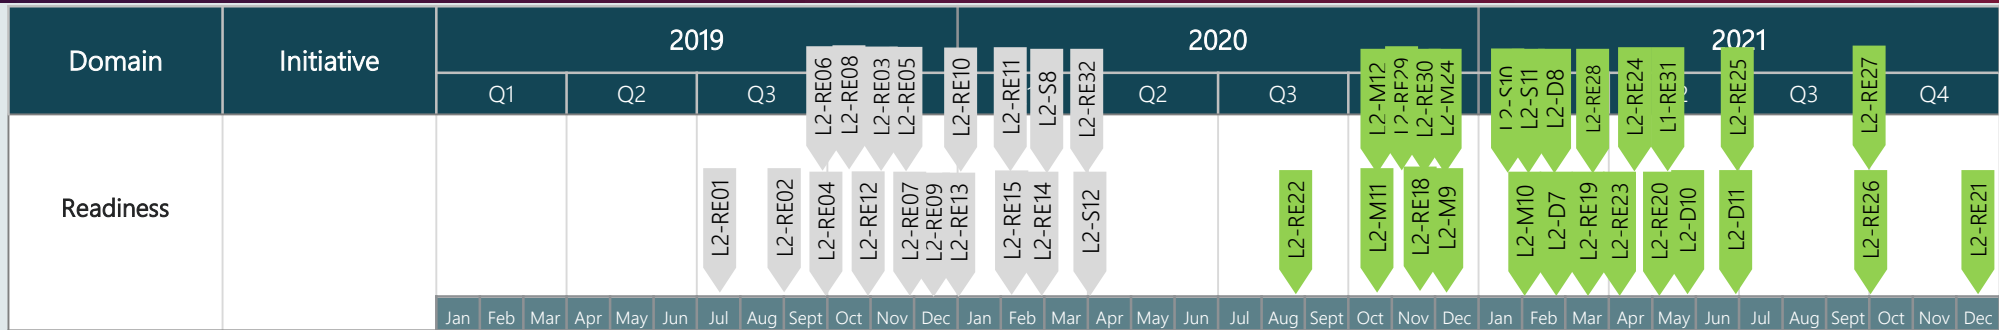 Domain
Initiative
2019
2020
2021
Q1
Q2
Q3
Q2
Q3
Q3
Q4
L2-RE06
L2-RE08
L2-RE03
L2-RE05
L2-RE10
L2-RE11
L2-S8
L2-RE32
L2-M12
L2-RE29
L2-RE30
L2-M24
L2-S10
L2-S11
L2-D8
L2-RE28
L2-RE24
L1-RE31
L2-RE25
L2-RE27
Readiness
L2-RE01
L2-RE02
L2-RE04
L2-RE12
L2-RE07
L2-RE09
L2-RE13
L2-RE15
L2-RE14
L2-S12
L2-RE22
L2-M11
L2-RE18
L2-M9
L2-M10
L2-D7
L2-RE19
L2-RE23
L2-RE20
L2-D10
L2-D11
L2-RE26
L2-RE21
Jan Feb Mar Apr May Jun Jul Aug Sept Oct Nov Dec Jan Feb Mar Apr May Jun Jul Aug Sept Oct Nov Dec Jan Feb Mar Apr May Jun Jul Aug Sept Oct Nov Dec